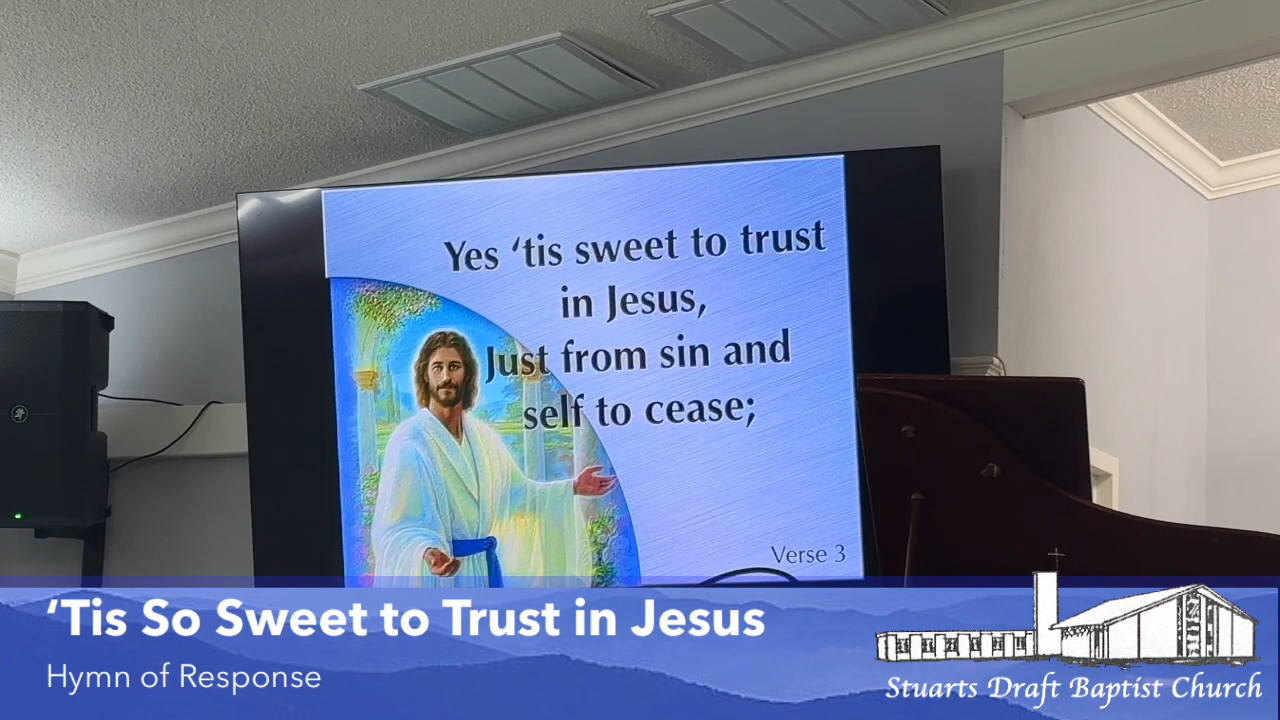 Yes ‘tis sweet to trust
in Jesus,
Just from sin and
self to cease;
Verse 3
‘Tis So Sweet to Trust in Jesus
Hymn of Response
Stuarts Draft Baptist Church